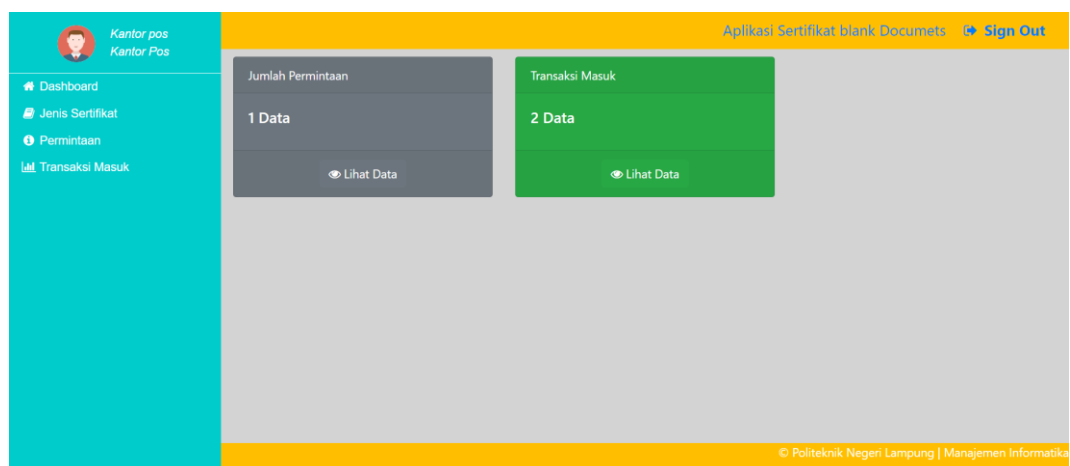 Kantor pos
Kantor Pos
Dashboard
Jenis Sertifikat
Permintaan
Transaksi Masuk
Aplikasi Sertifikat blank Documets
Sign Out
Jumlah Permintaan
1 Data
Lihat Data
Transaksi Masuk
2 Data
Lihat Data
© Politeknik Negeri Lampung | Manajemen Informatika